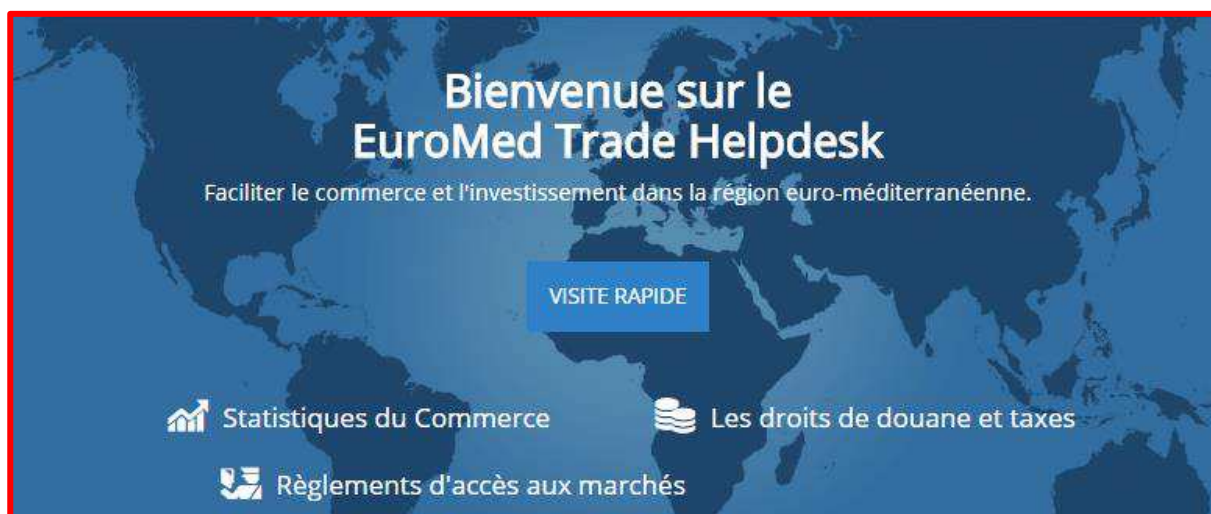 Bienvenue sur le
EuroMed Trade Helpdesk
Faciliter le commerce et l'investissement dans la région euro-méditerranéenne.
VISITE RAPIDE
Statistiques du Commerce
Les droits de douane et taxes
Règlements d'accès aux marchés